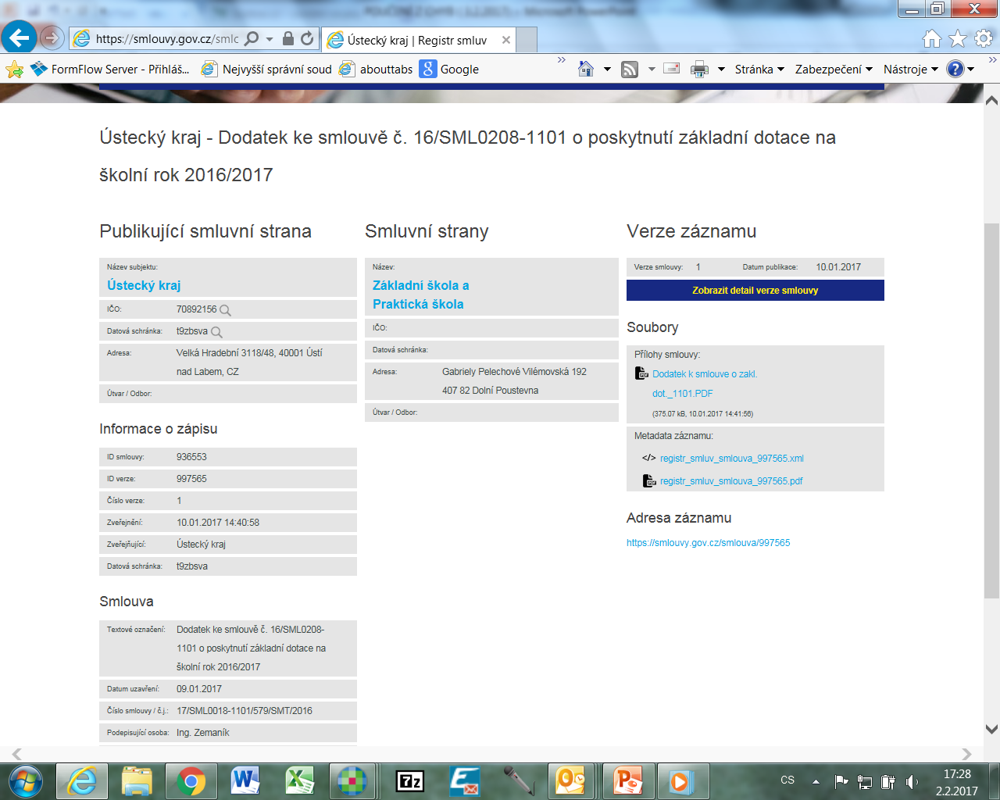 https://smlouvy.gov.cz/smlc
Ústecký kraj | Registr smluv
FormFlow Server - Přihláš...
Nejvyšší správní soud
abouttabs
Google
Stránka
Zabezpečení
Nástroje
Ústecký kraj - Dodatek ke smlouvě č. 16/SML0208-1101 o poskytnutí základní dotace na
školní rok 2016/2017
Publikující smluvní strana
Název subjektu:
Ústecký kraj
IČO: 70892156
Datová schránka: t9zbsva
Adresa: Velká Hradební 3118/48, 40001 Ústí
nad Labem, CZ
Útvar / Odbor:
Informace o zápisu
ID smlouvy: 936553
ID verze: 997565
Číslo verze: 1
Zveřejnění: 10.01.2017 14:40:58
Zveřejňující: Ústecký kraj
Datová schránka: t9zbsva
Smlouva
Textové označení: Dodatek ke smlouvě č. 16/SML0208-
1101 o poskytnutí základní dotace na
školní rok 2016/2017
Datum uzavření: 09.01.2017
Číslo smlouvy / č.j.: 17/SML0018-1101/579/SMT/2016
Podepisující osoba: Ing. Zemaník
Smluvní strany
Název:
Základní škola a
Praktická škola
IČO:
Datová schránka:
Adresa: Gabriely Pelechové Vilémovská 192
407 82 Dolní Poustevna
Útvar / Odbor:
Verze záznamu
Verze smlouvy: 1 Datum publikace: 10.01.2017
Zobrazit detail verze smlouvy
Soubory
Přílohy smlouvy:
Dodatek k smlouve o zakl.
dot._1101.PDF
(375.07 kB, 10.01.2017 14:41:56)
Metadata záznamu:
registr_smluv_smlouva_997565.xml
registr_smluv_smlouva_997565.pdf
Adresa záznamu
https://smlouvy.gov.cz/smlouva/997565
CS
17:28
2.2.2017